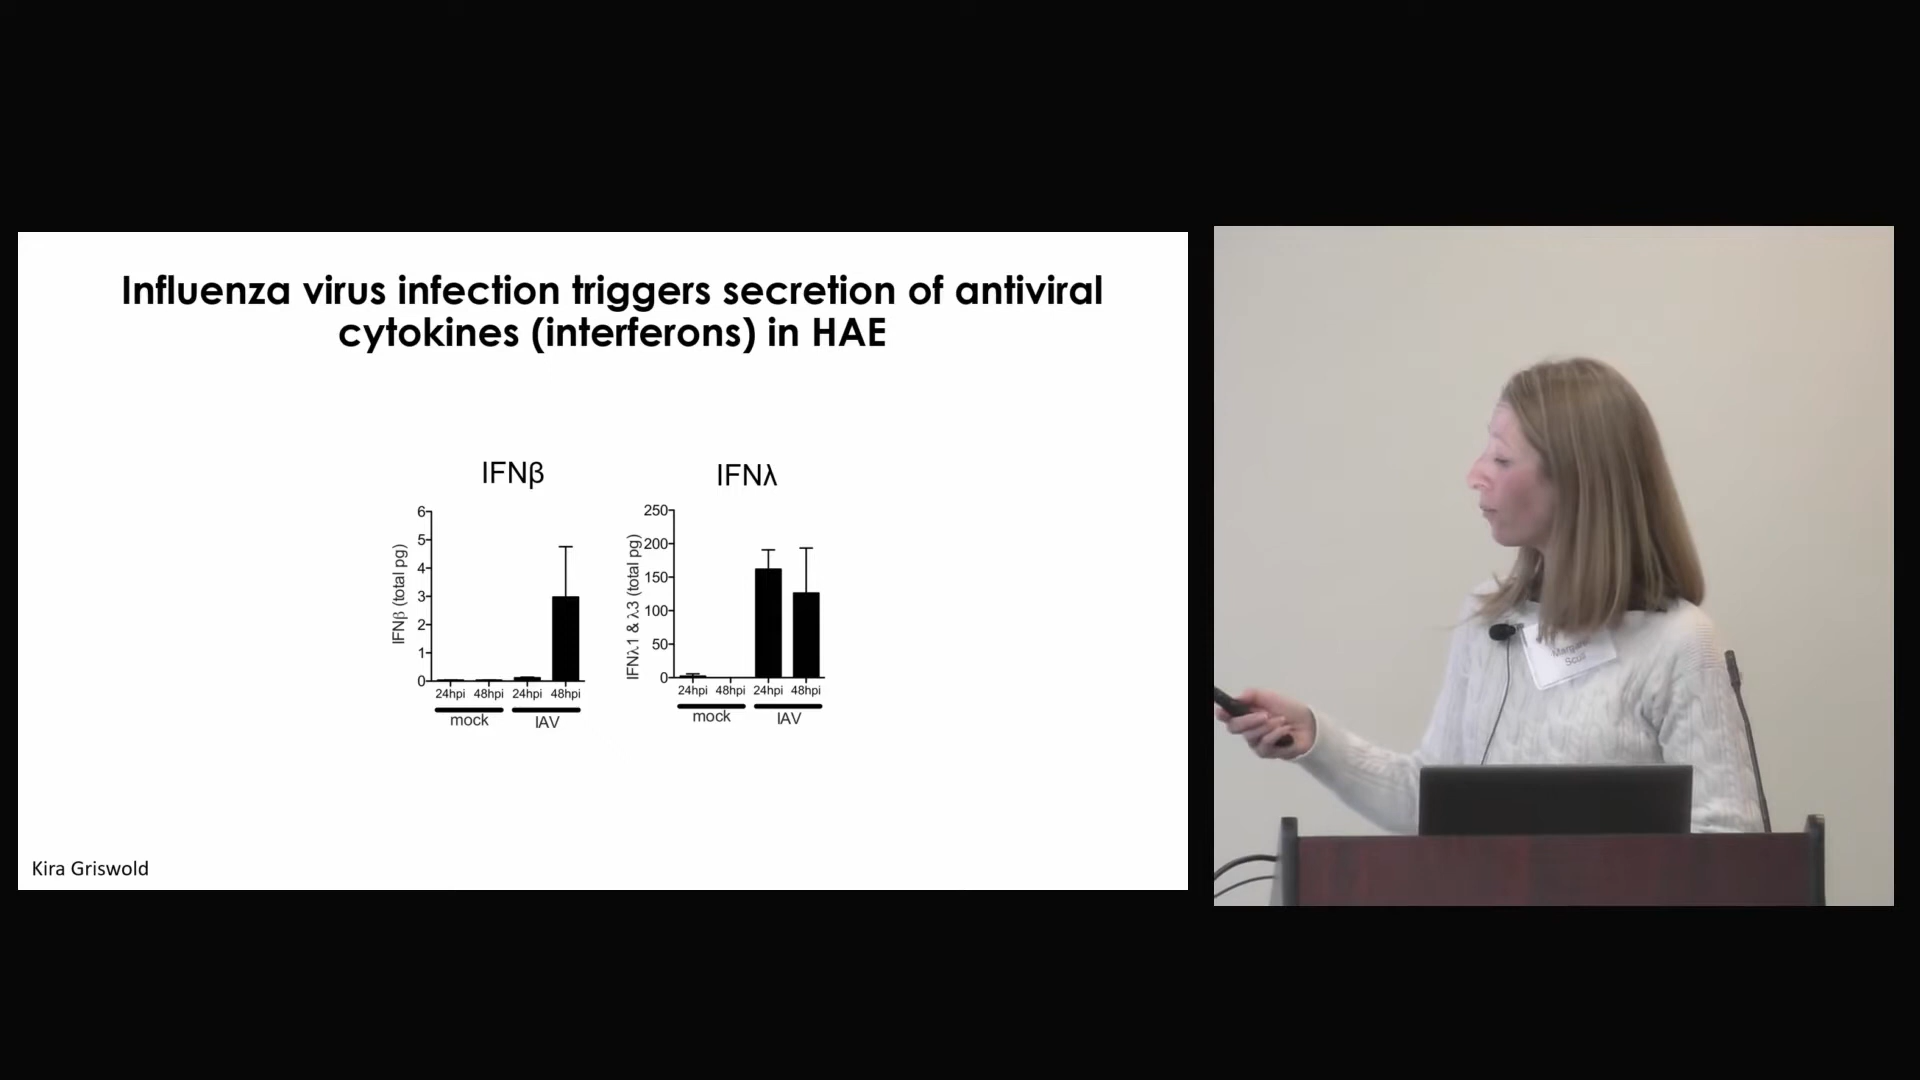 Influenza virus infection triggers secretion of antiviral
cytokines (interferons) in HAE
IFNβ
IFNβ (total pg)
6
5
4
3
2
1
0
24hpi 48hpi 24hpi 48hpi
mock IAV
IFNλ
IFNλ1 & λ3 (total pg)
250
200
150
100
50
0
24hpi 48hpi 24hpi 48hpi
mock IAV
Kira Griswold